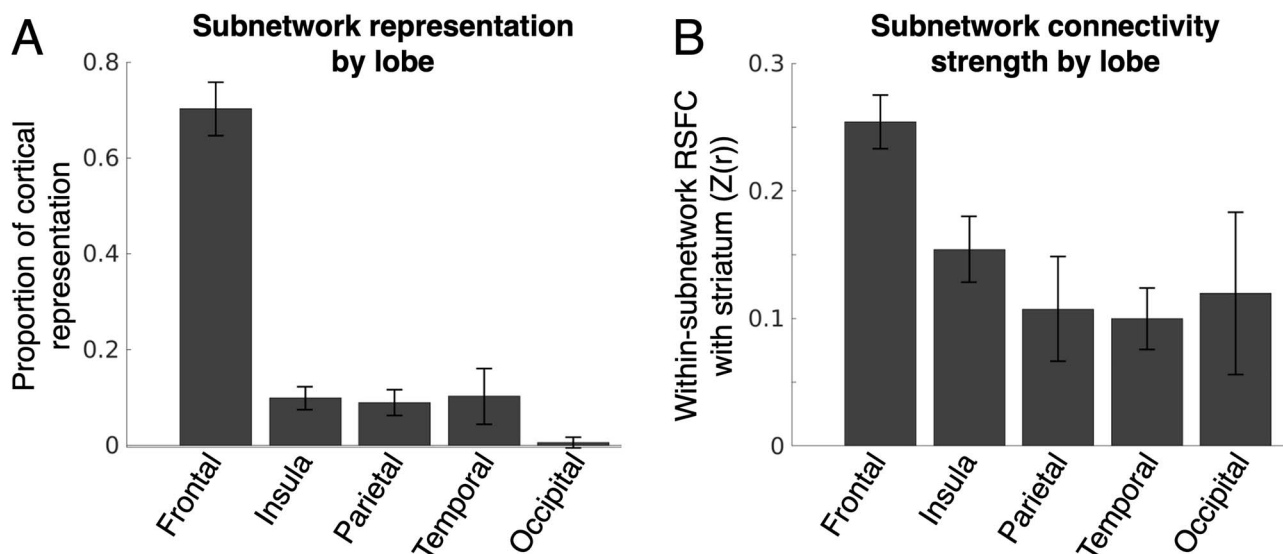 A
Subnetwork representation
by lobe
Proportion of cortical
representation
0.8
0.6
0.4
0.2
0
Frontal
Insula
Parietal
Temporal
Occipital
B
Subnetwork connectivity
strength by lobe
Within-subnetwork RSFC
with striatum (Z(r))
0.3
0.2
0.1
0
Frontal
Insula
Parietal
Temporal
Occipital